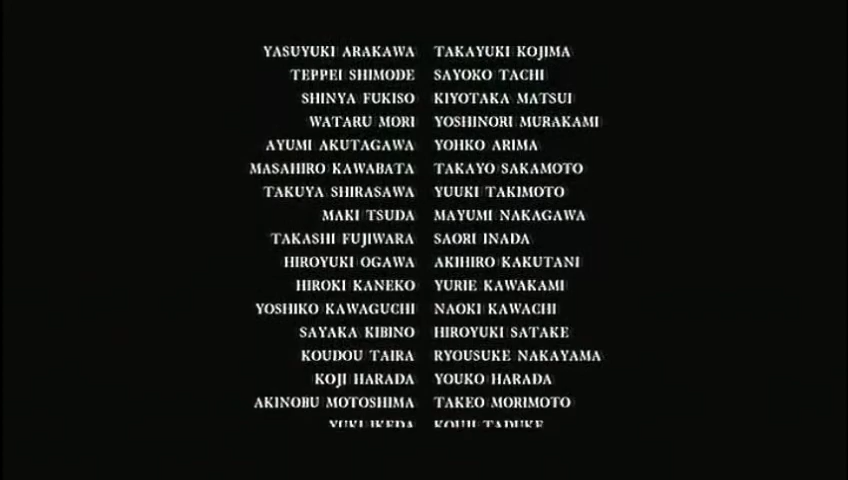 YASUYUKI ARAKAWA TAKAYUKI KOJIMA
TEPPEI SHIMODE SAYOKO TACHI
SHINYA FUKISO KIYOTAKA MATSUI
WATARU MORI YOSHINORI MURAKAMI
AYUMI AKUTAGAWA YOHKO ARIMA
MASAHIRO KAWABATA TAKAYO SAKAMOTO
TAKUYA SHIRASAWA YUUKI TAKIMOTO
MAKI TSUDA MAYUMI NAKAGAWA
TAKASHI FUJIWARA SAORI INADA
HIROYUKI OGAWA AKIHIRO KAKUTANI
HIROKI KANEKO YURIE KAWAKAMI
YOSHIKO KAWAGUCHI NAOKI KAWACHI
SAYAKA KIBINO HIROYUKI SATAKE
KOUDOU TAIRA RYOUSUKE NAKAYAMA
KOJI HARADA YOUKO HARADA
AKINOBU MOTOSHIMA TAKEO MORIMOTO
YUKI IKEDA